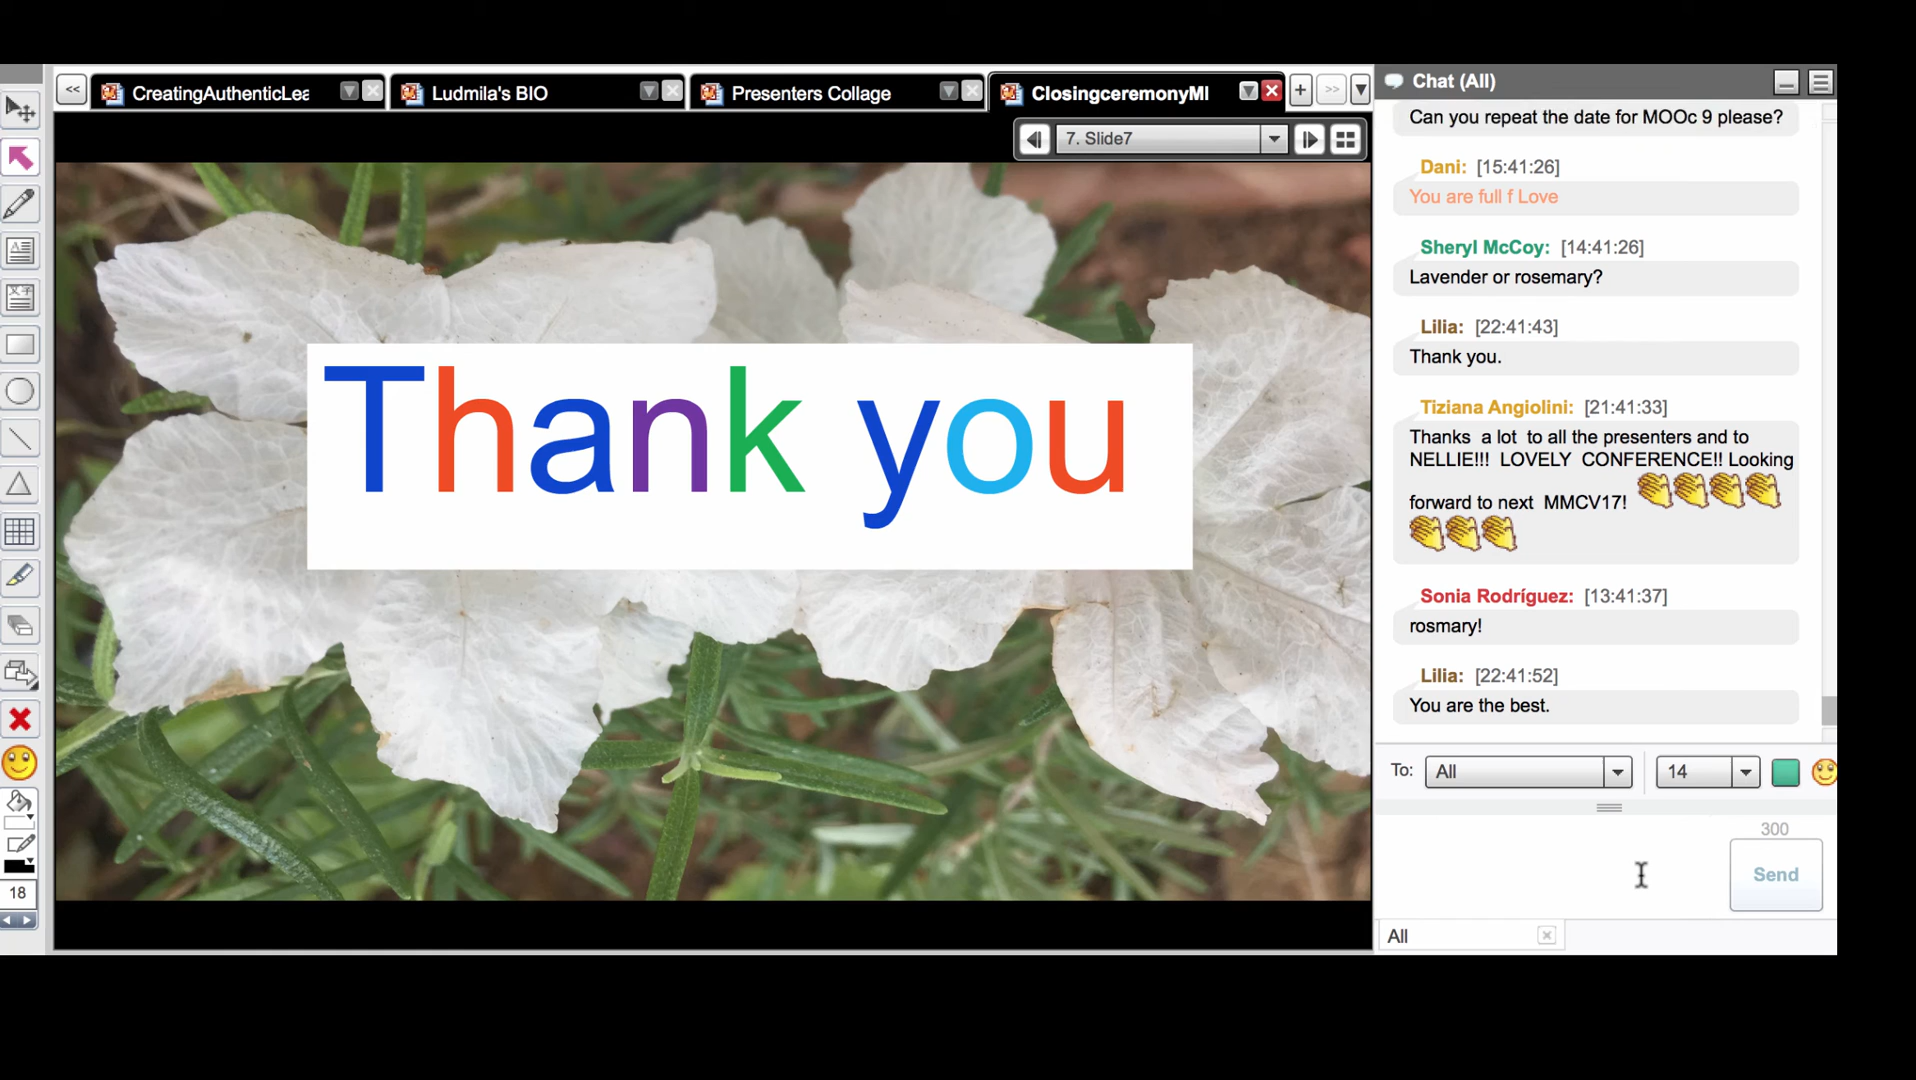 <<
CreatingAuthenticLea
Ludmila's BIO
Presenters Collage
ClosingceremonyMI
+
>>
7. Slide7
Thank you
18
Chat (All)
Can you repeat the date for MOOc 9 please?
Dani: [15:41:26]
You are full f Love
Sheryl McCoy: [14:41:26]
Lavender or rosemary?
Lilia: [22:41:43]
Thank you.
Tiziana Angiolini: [21:41:33]
Thanks a lot to all the presenters and to
NELLIE!!! LOVELY CONFERENCE!! Looking
forward to next MMCV17!
Sonia Rodríguez: [13:41:37]
rosmary!
Lilia: [22:41:52]
You are the best.
To: All 14
300
Send
All